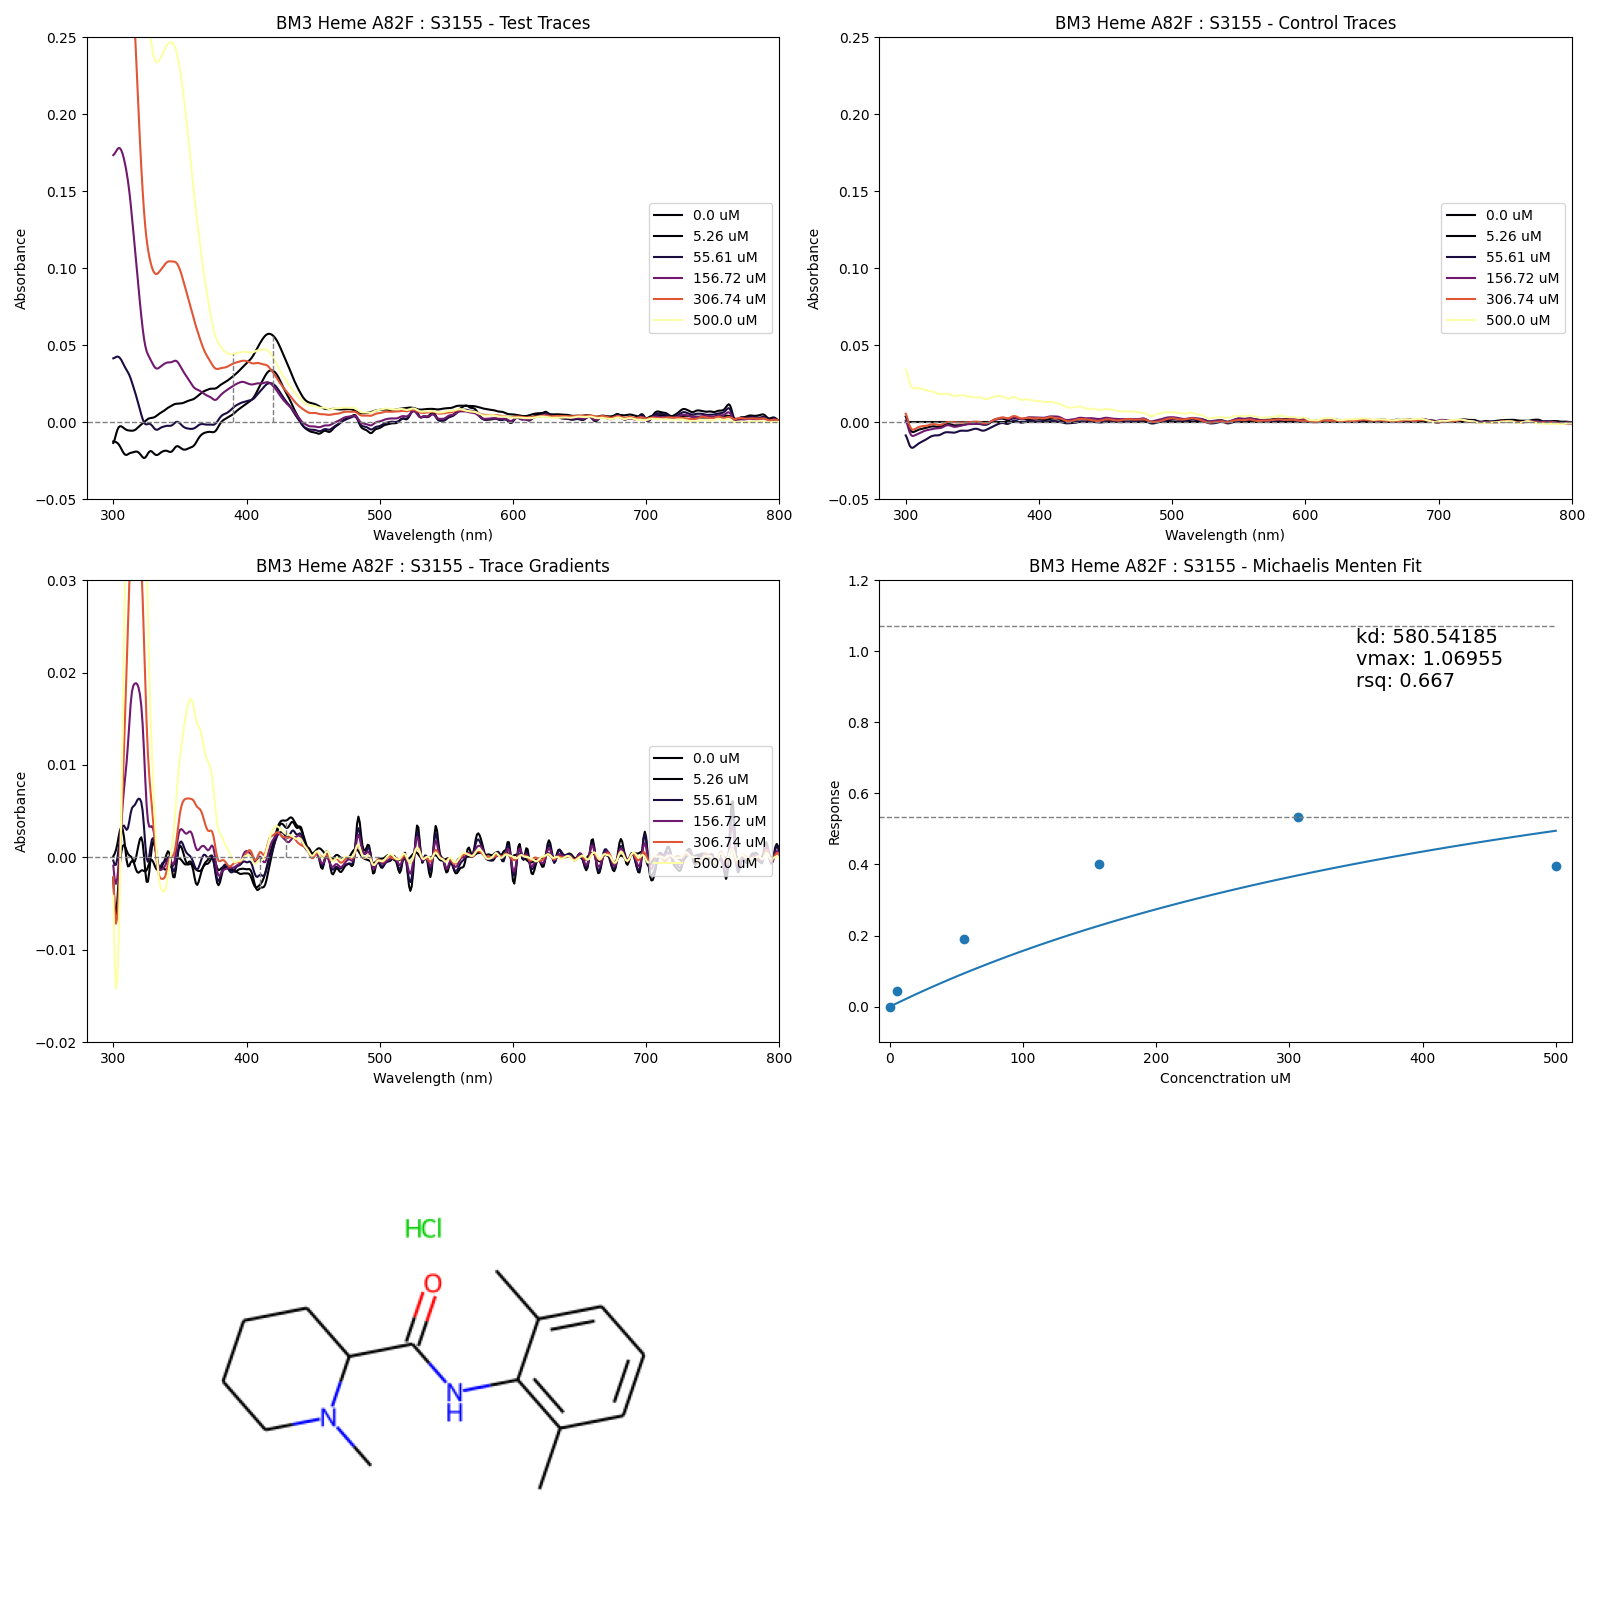 BM3 Heme A82F : S3155 - Test Traces
Absorbance
0.25
0.20
0.15
0.10
0.05
0.00
−0.05
0.0 uM
5.26 uM
55.61 uM
156.72 uM
306.74 uM
500.0 uM
300 400 500 600 700 800
Wavelength (nm)
BM3 Heme A82F : S3155 - Control Traces
Absorbance
0.25
0.20
0.15
0.10
0.05
0.00
−0.05
0.0 uM
5.26 uM
55.61 uM
156.72 uM
306.74 uM
500.0 uM
300 400 500 600 700 800
Wavelength (nm)
BM3 Heme A82F : S3155 - Trace Gradients
Absorbance
0.03
0.02
0.01
0.00
−0.01
−0.02
0.0 uM
5.26 uM
55.61 uM
156.72 uM
306.74 uM
500.0 uM
300 400 500 600 700 800
Wavelength (nm)
BM3 Heme A82F : S3155 - Michaelis Menten Fit
Response
1.2
1.0
0.8
0.6
0.4
0.2
0.0
kd: 580.54185
vmax: 1.06955
rsq: 0.667
0 100 200 300 400 500
Concenctration uM
HCl
O
N
H
N